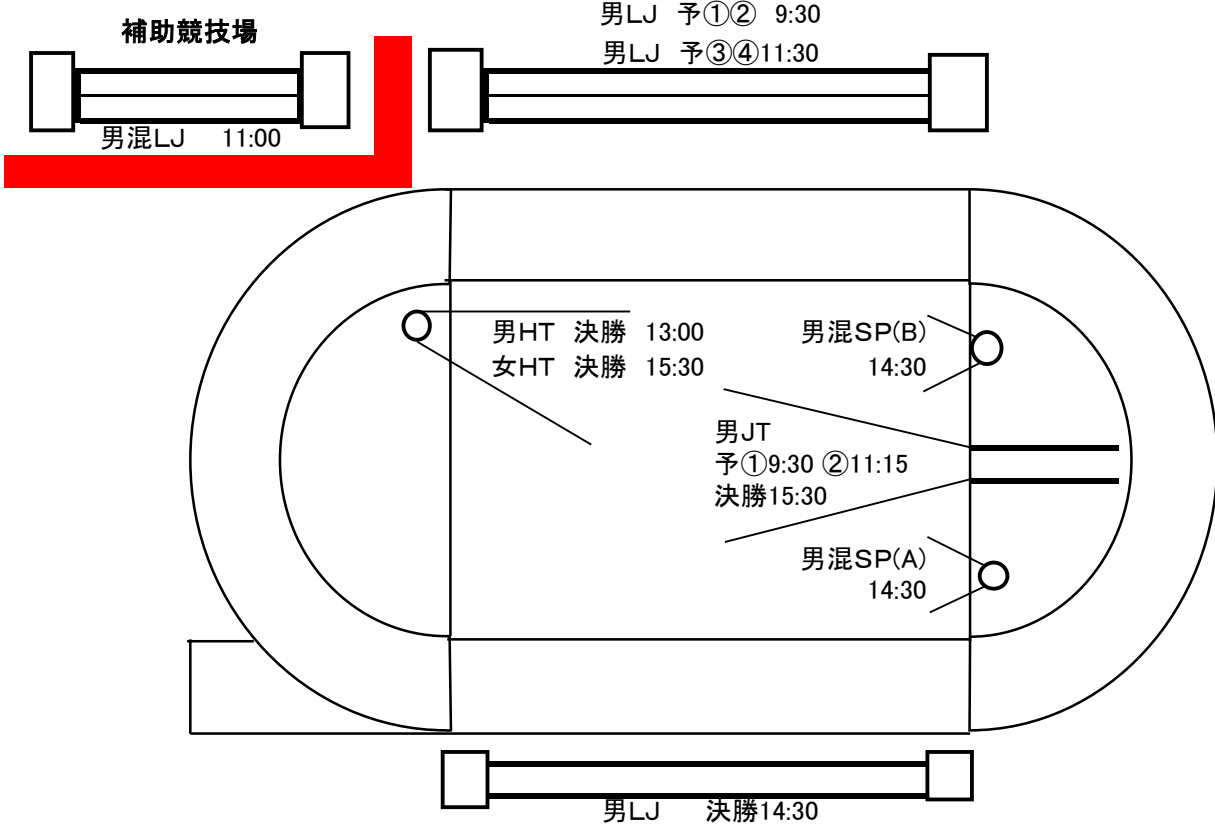 補助競技場
男混LJ 11:00
男LJ 予①② 9:30
男LJ 予③④11:30
男HT 決勝 13:00
女HT 決勝 15:30
男混SP(B)
14:30
男JT
予①9:30 ②11:15
決勝15:30
男混SP(A)
14:30
男LJ 決勝14:30